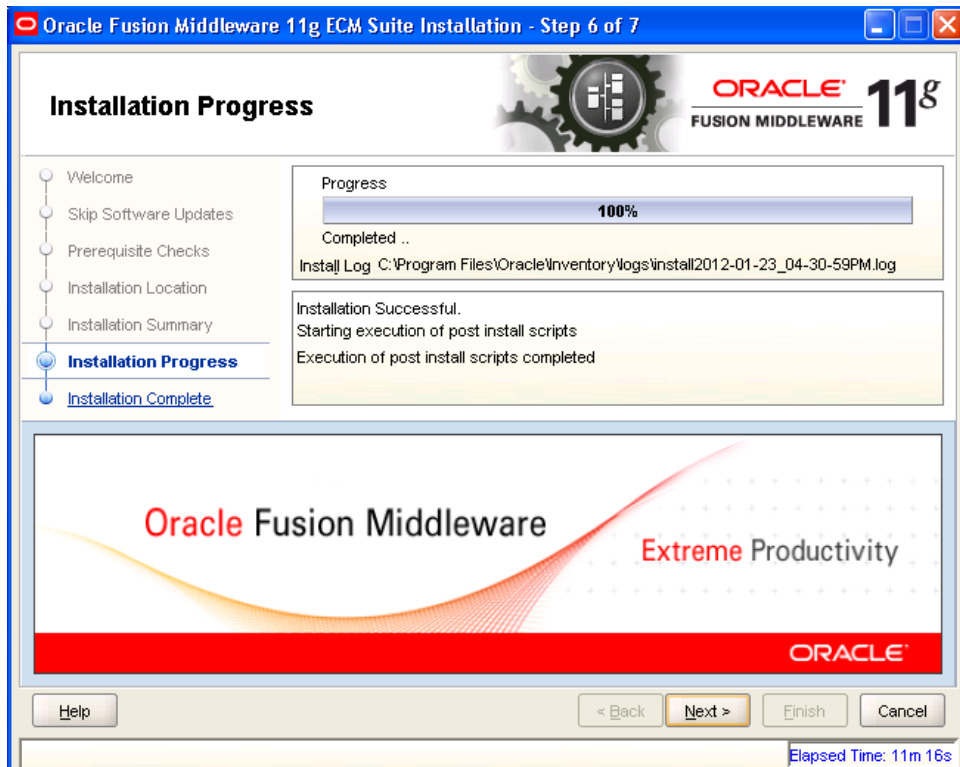 Oracle Fusion Middleware 11g ECM Suite Installation - Step 6 of 7
Installation Progress
ORACLE
FUSION MIDDLEWARE
11g
Welcome
Skip Software Updates
Prerequisite Checks
Installation Location
Installation Summary
Installation Progress
Installation Complete
Progress
100%
Completed ..
Install Log C:\Program Files\Oracle\Inventory\logs\install2012-01-23_04-30-59PM.log
Installation Successful.
Starting execution of post install scripts
Execution of post install scripts completed
Oracle Fusion Middleware
Extreme Productivity
ORACLE
Help
< Back
Next >
Finish
Cancel
Elapsed Time: 11m 16s